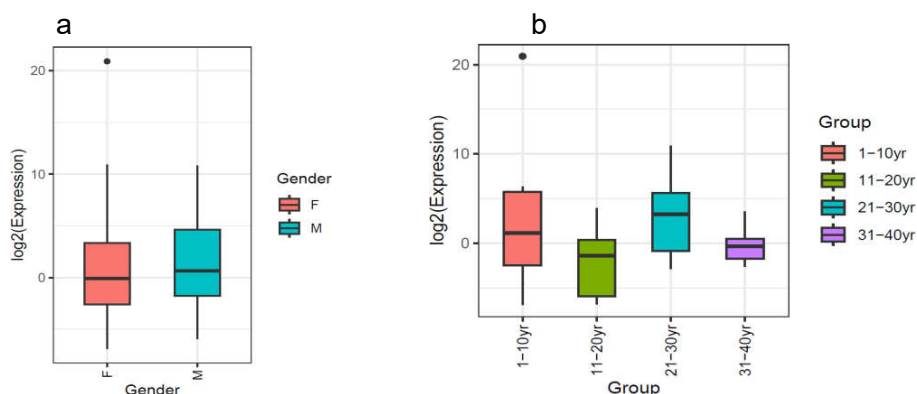 a
log2(Expression)
20
10
0
F
M
Gender
Gender
F
M
b
log2(Expression)
20
10
0
1−10yr
11−20yr
21−30yr
31−40yr
Group
Group
1−10yr
11−20yr
21−30yr
31−40yr